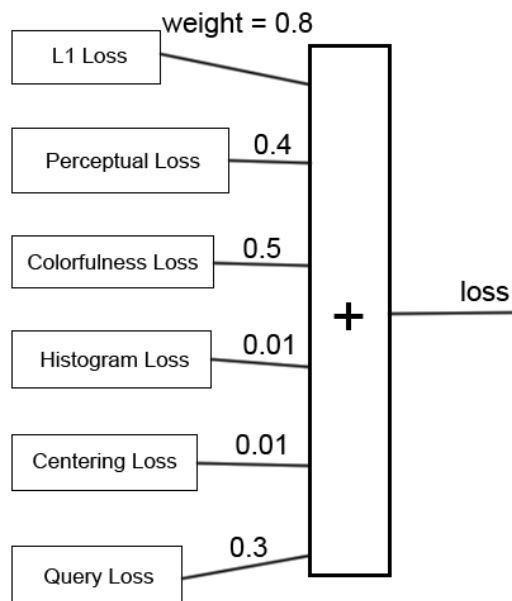 weight = 0.8
L1 Loss
0.4
Perceptual Loss
0.5
Colorfulness Loss
loss
+
0.01
Histogram Loss
0.01
Centering Loss
0.3
Query Loss